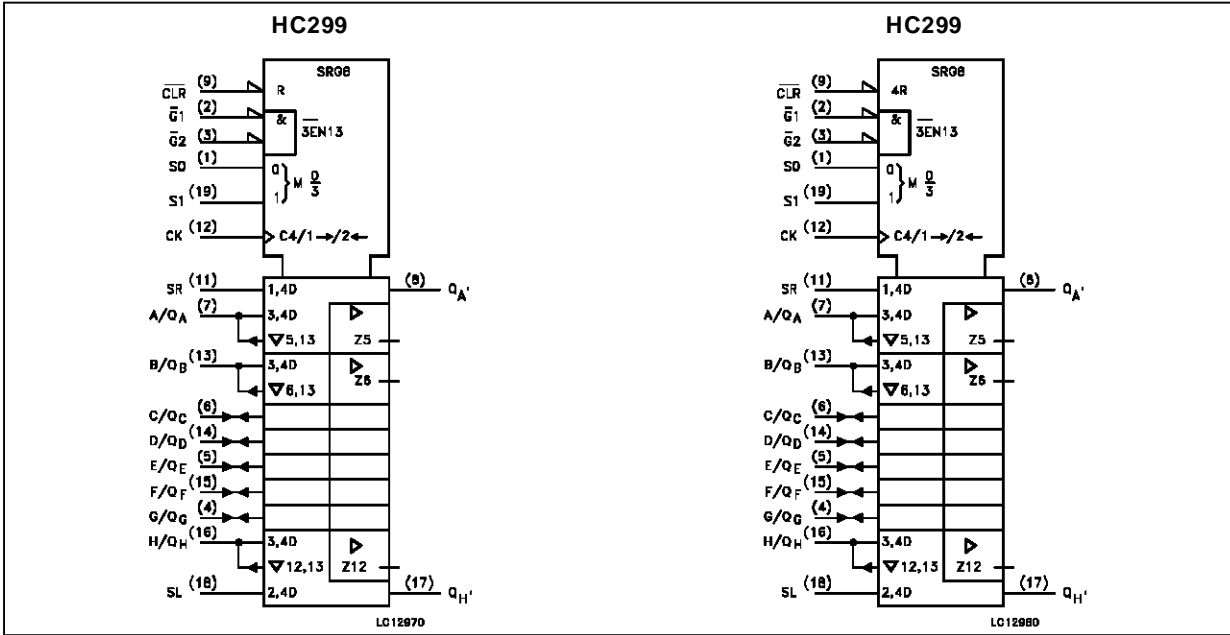 HC299
SRG8
CLR (9) R
G1 (2) &
3EN13
G2 (3)
S0 (1) 0
M 0/3
S1 (19) 1
CK (12) C4/1→/2←
SR (11) 1,4D (8) QA'
A/QA (7) 3,4D ▷
▽5,13 Z5
B/QB (13) 3,4D ▷
▽6,13 Z6
C/QC (6)
D/QD (14)
E/QE (5)
F/QF (15)
G/QG (4)
H/QH (16) 3,4D ▷
▽12,13 Z12
SL (18) 2,4D (17) QH'
LC12970
HC299
SRG8
CLR (9) 4R
G1 (2) &
3EN13
G2 (3)
S0 (1) 0
M 0/3
S1 (19) 1
CK (12) C4/1→/2←
SR (11) 1,4D (8) QA'
A/QA (7) 3,4D ▷
▽5,13 Z5
B/QB (13) 3,4D ▷
▽6,13 Z6
C/QC (6)
D/QD (14)
E/QE (5)
F/QF (15)
G/QG (4)
H/QH (16) 3,4D ▷
▽12,13 Z12
SL (18) 2,4D (17) QH'
LC12980